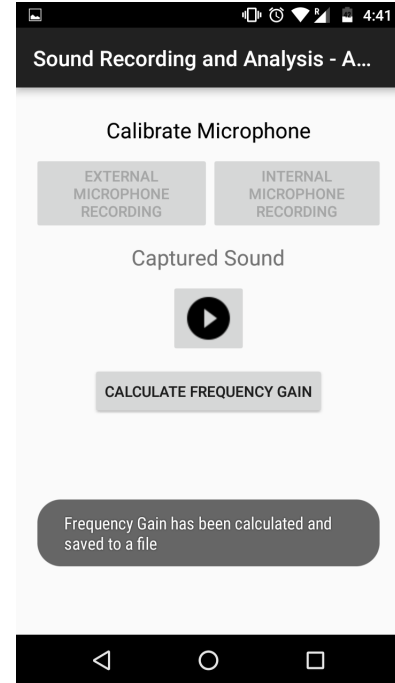 R
4:41
Sound Recording and Analysis - A...
Calibrate Microphone
EXTERNAL
MICROPHONE
RECORDING
INTERNAL
MICROPHONE
RECORDING
Captured Sound
CALCULATE FREQUENCY GAIN
Frequency Gain has been calculated and
saved to a file